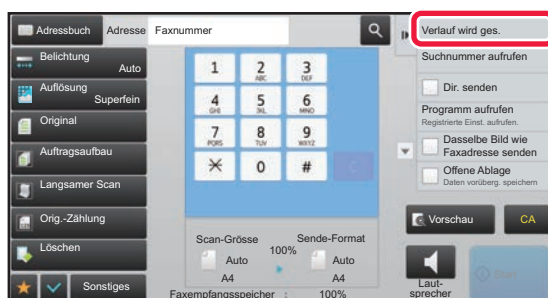 Adressbuch
Adresse
Faxnummer
Verlauf wird ges.
Belichtung
Auto
Suchnummer aufrufen
Auflösung
Superfein
Dir. senden
Original
Programm aufrufen
Registrierte Einst. aufrufen.
Auftragsaufbau
Dasselbe Bild wie
Faxadresse senden
Langsamer Scan
Offene Ablage
Daten vorüberg. speichern
1
2
ABC
3
DEF
4
GHI
5
JKL
6
MNO
7
PQRS
8
TUV
9
WXYZ
0
#
C
Orig.-Zählung
Vorschau
CA
Löschen
Scan-Grösse
100%
Sende-Format
Auto
A4
Auto
A4
Sonstiges
Faxempfangsspeicher : 100%
Laut-
sprecher
Start